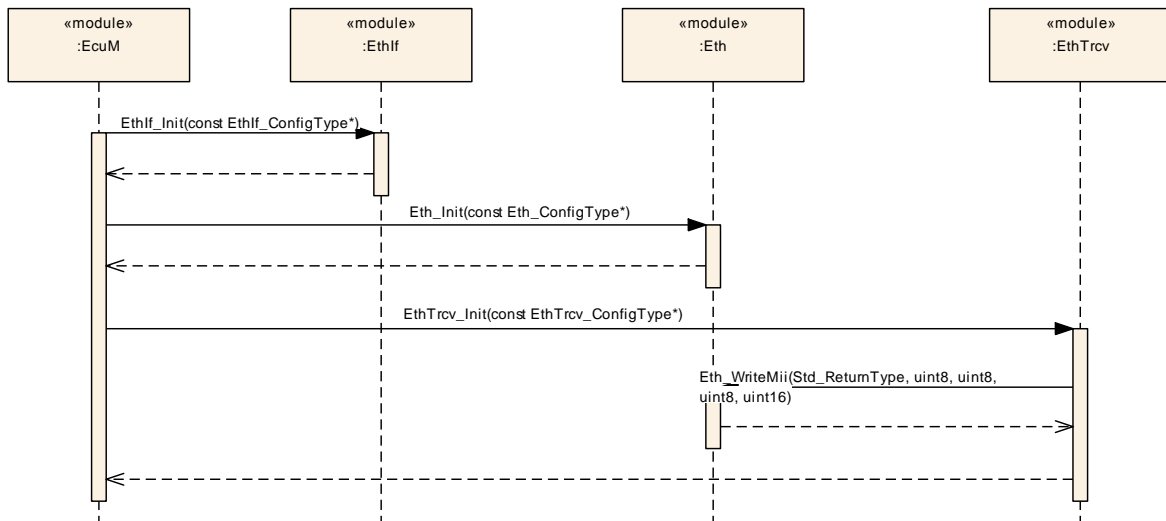 «module»
:EcuM
«module»
:EthIf
«module»
:Eth
«module»
:EthTrcv
EthIf_Init(const EthIf_ConfigType*)
Eth_Init(const Eth_ConfigType*)
EthTrcv_Init(const EthTrcv_ConfigType*)
Eth_WriteMii(Std_ReturnType, uint8, uint8,
uint8, uint16)